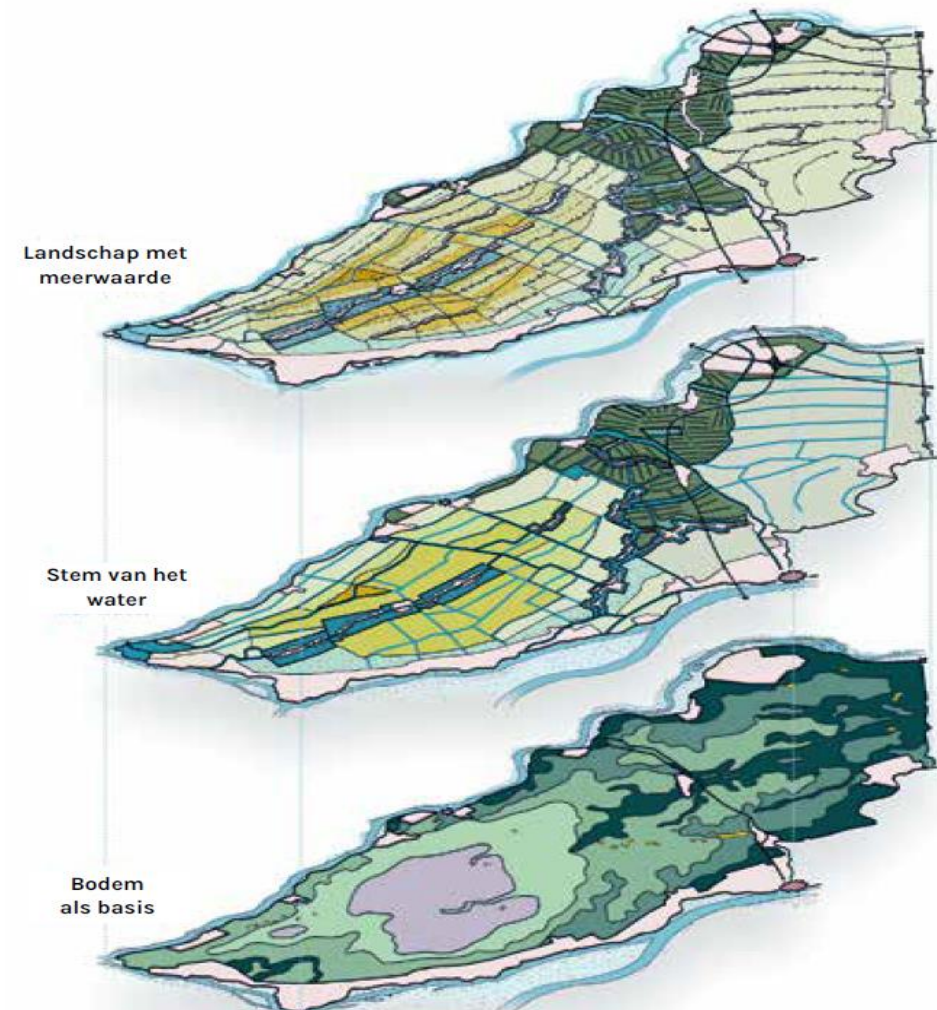 Landschap met
meerwaarde
Stem van het
water
Bodem
als basis